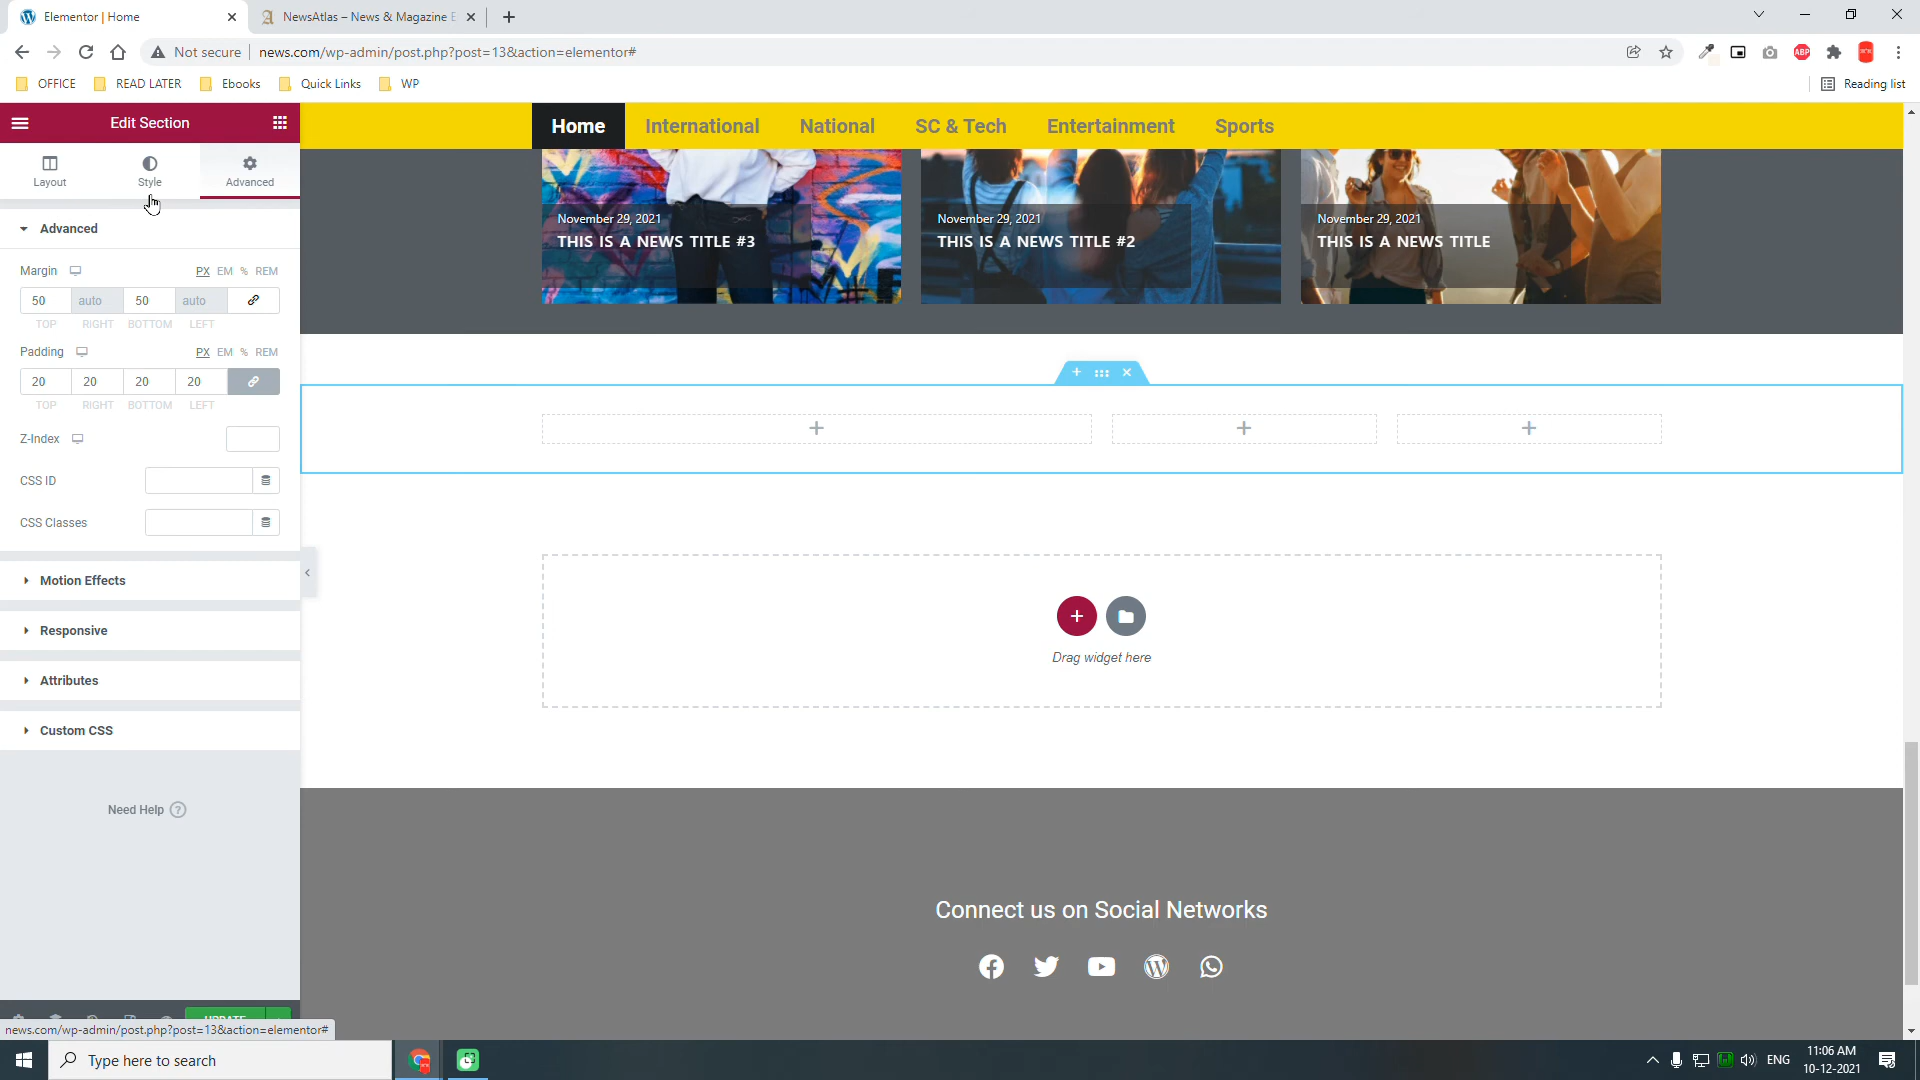 Elementor | Home
NewsAtlas – News & Magazine E
Not secure
news.com/wp-admin/post.php?post=13&action=elementor#
ABP
OFFICE
READ LATER
Ebooks
Quick Links
WP
Reading list
Edit Section
Home
International
National
SC & Tech
Entertainment
Sports
Layout
Style
Advanced
Advanced
November 29, 2021
THIS IS A NEWS TITLE #3
November 29, 2021
THIS IS A NEWS TITLE #2
November 29, 2021
THIS IS A NEWS TITLE
Margin
PX EM % REM
50 auto 50 auto
TOP RIGHT BOTTOM LEFT
Padding
PX EM % REM
20 20 20 20
TOP RIGHT BOTTOM LEFT
Z-Index
CSS ID
CSS Classes
Motion Effects
Responsive
Attributes
Custom CSS
Need Help
Drag widget here
Connect us on Social Networks
UPDATE
news.com/wp-admin/post.php?post=13&action=elementor#
Type here to search
ENG
11:06 AM
10-12-2021